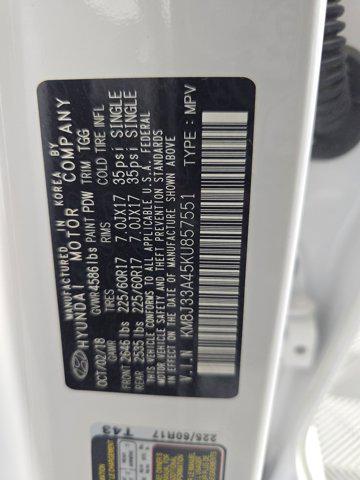 MANUFACTURED IN KOREA BY
HYUNDAI MOTOR COMPANY
OCT/02/18 GVWR 4586 lbs PAINT PDW TRIM TGG
GAWR TIRES RIMS COLD TIRE INFL
FRONT 2646 lbs 225/60R17 7.0JX17 35psi SINGLE
REAR 2535 lbs 225/60R17 7.0JX17 35psi SINGLE
THIS VEHICLE CONFORMS TO ALL APPLICABLE U.S.A. FEDERAL
MOTOR VEHICLE SAFETY AND THEFT PREVENTION STANDARDS
IN EFFECT ON THE DATE OF MANUFACTURE SHOWN ABOVE.
V.I.N : KM8J33A45KU857551 TYPE : MPV
T43 225/60R17